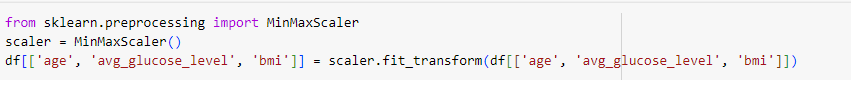 from sklearn.preprocessing import MinMaxScaler
scaler = MinMaxScaler()
df[['age', 'avg_glucose_level', 'bmi']] = scaler.fit_transform(df[['age', 'avg_glucose_level', 'bmi']])